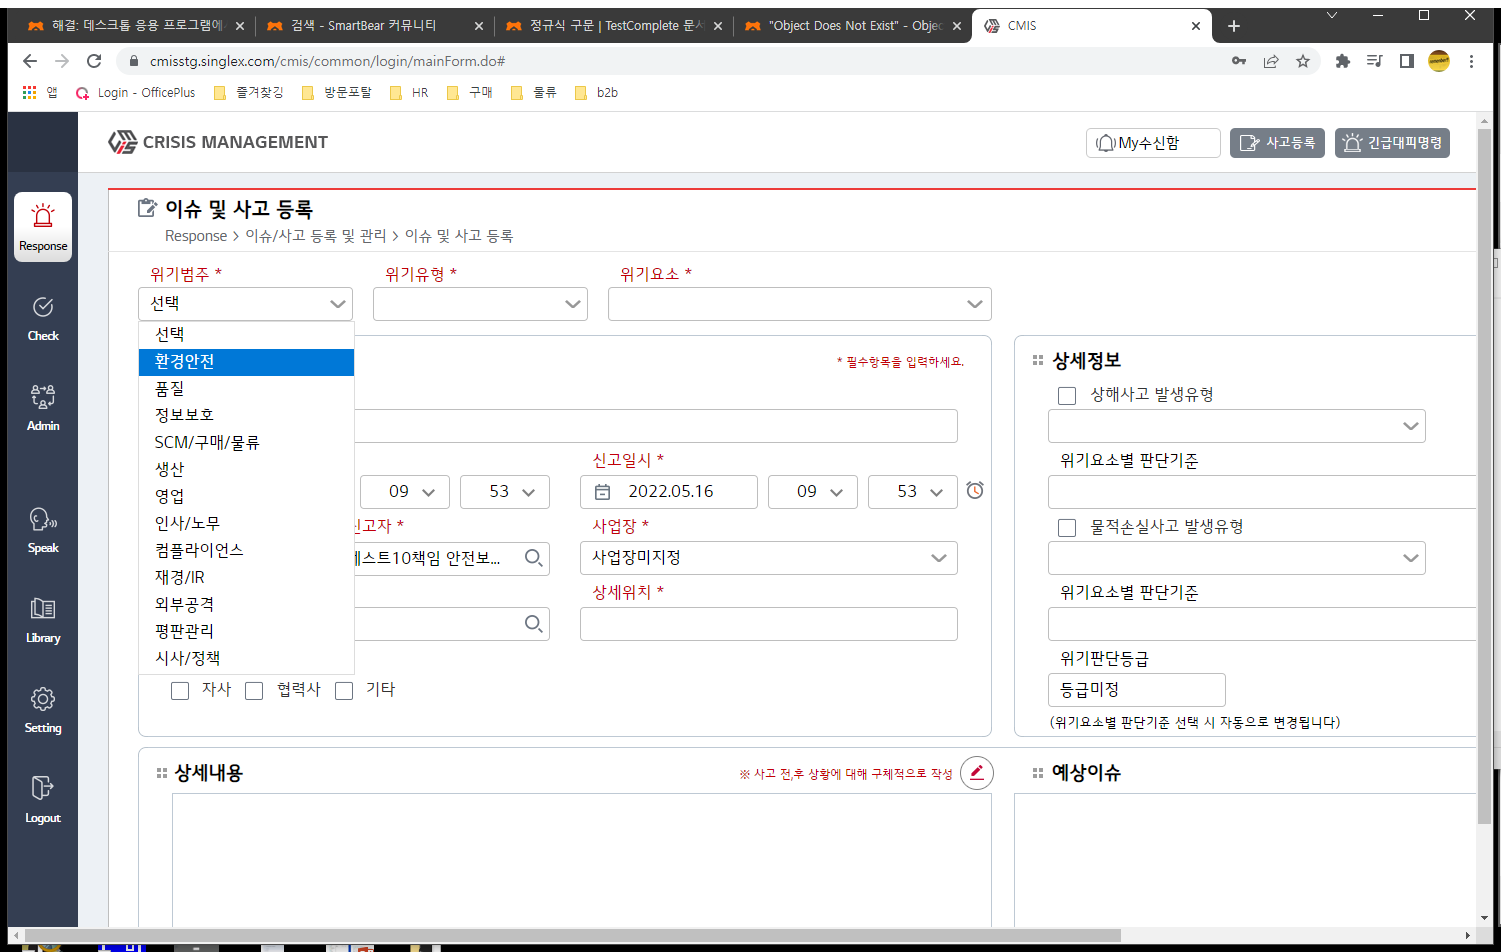 해결: 데스크톱 응용 프로그램에
검색 - SmartBear 커뮤니티
정규식 구문 | TestComplete 문서
"Object Does Not Exist" - Objec
CMIS
cmisstg.singlex.com/cmis/common/login/mainForm.do#
앱
Login - OfficePlus
즐겨찾깅
방문포탈
HR
구매
물류
b2b
CRISIS MANAGEMENT
My수신함
사고등록
긴급대피명령
Response
Check
Admin
Speak
Library
Setting
Logout
이슈 및 사고 등록
Response > 이슈/사고 등록 및 관리 > 이슈 및 사고 등록
위기범주 *
위기유형 *
위기요소 *
선택
선택
환경안전
품질
정보보호
SCM/구매/물류
생산
영업
인사/노무
컴플라이언스
재경/IR
외부공격
평판관리
시사/정책
* 필수항목을 입력하세요.
신고일시 *
09
53
2022.05.16
09
53
신고자 *
사업장 *
테스트10책임 안전보...
사업장미지정
상세위치 *
자사
협력사
기타
상세정보
상해사고 발생유형
위기요소별 판단기준
물적손실사고 발생유형
위기요소별 판단기준
위기판단등급
등급미정
(위기요소별 판단기준 선택 시 자동으로 변경됩니다)
상세내용
※ 사고 전,후 상황에 대해 구체적으로 작성
예상이슈